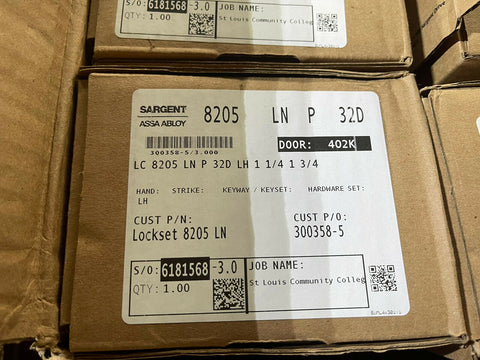 S/O: 6181568 -3.0 JOB NAME:
QTY: 1.00 St Louis Community Colleg
SARGENT 8205 LN P 32D
ASSA ABLOY
DOOR: 402K
300358-5/1.000
LC 8205 LN P 32D LH 1 1/4 1 3/4
HAND: STRIKE: KEYWAY / KEYSET: HARDWARE SET:
LH
CUST P/N: CUST P/O:
Lockset 8205 LN 300358-5
S/O: 6181568 -3.0 JOB NAME:
QTY: 1.00 St Louis Community Colleg